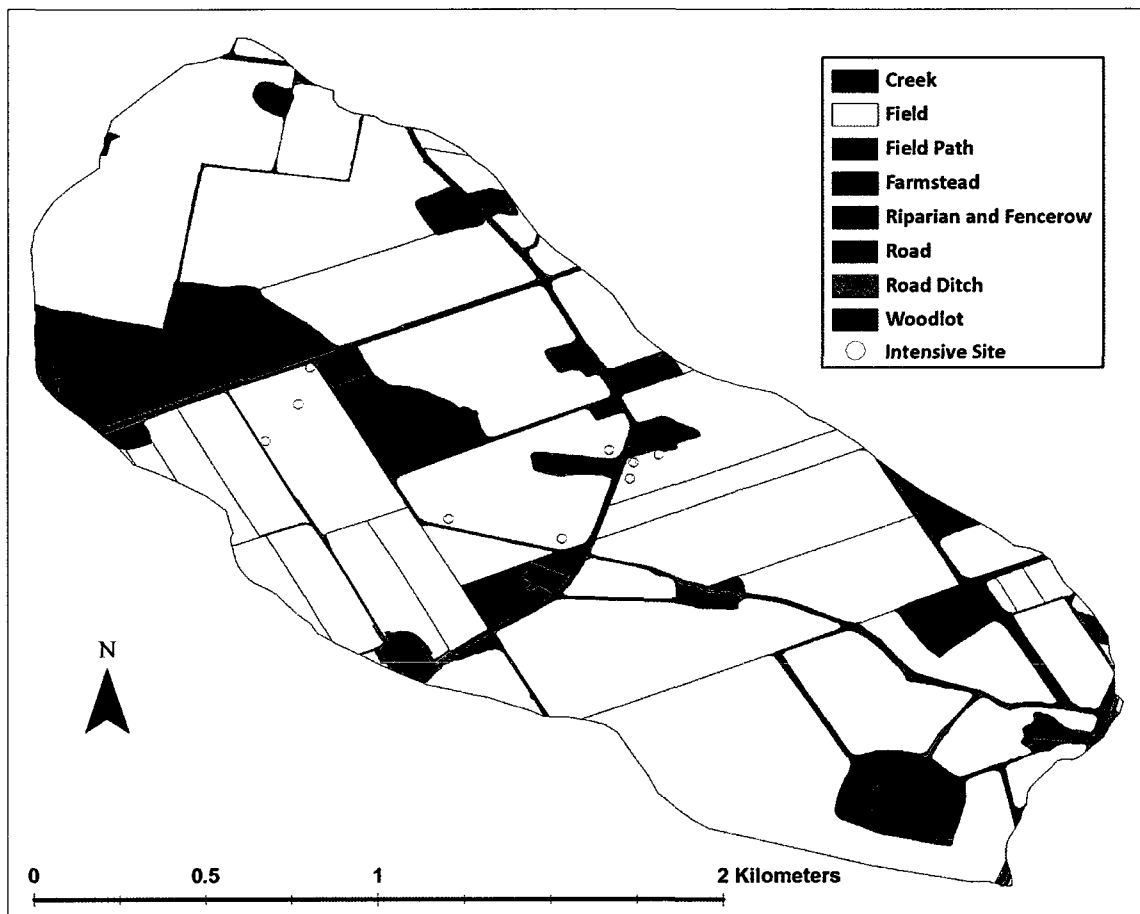 Creek
Field
Field Path
Farmstead
Riparian and Fencerow
Road
Road Ditch
Woodlot
Intensive Site
N
0 0.5 1 2 Kilometers